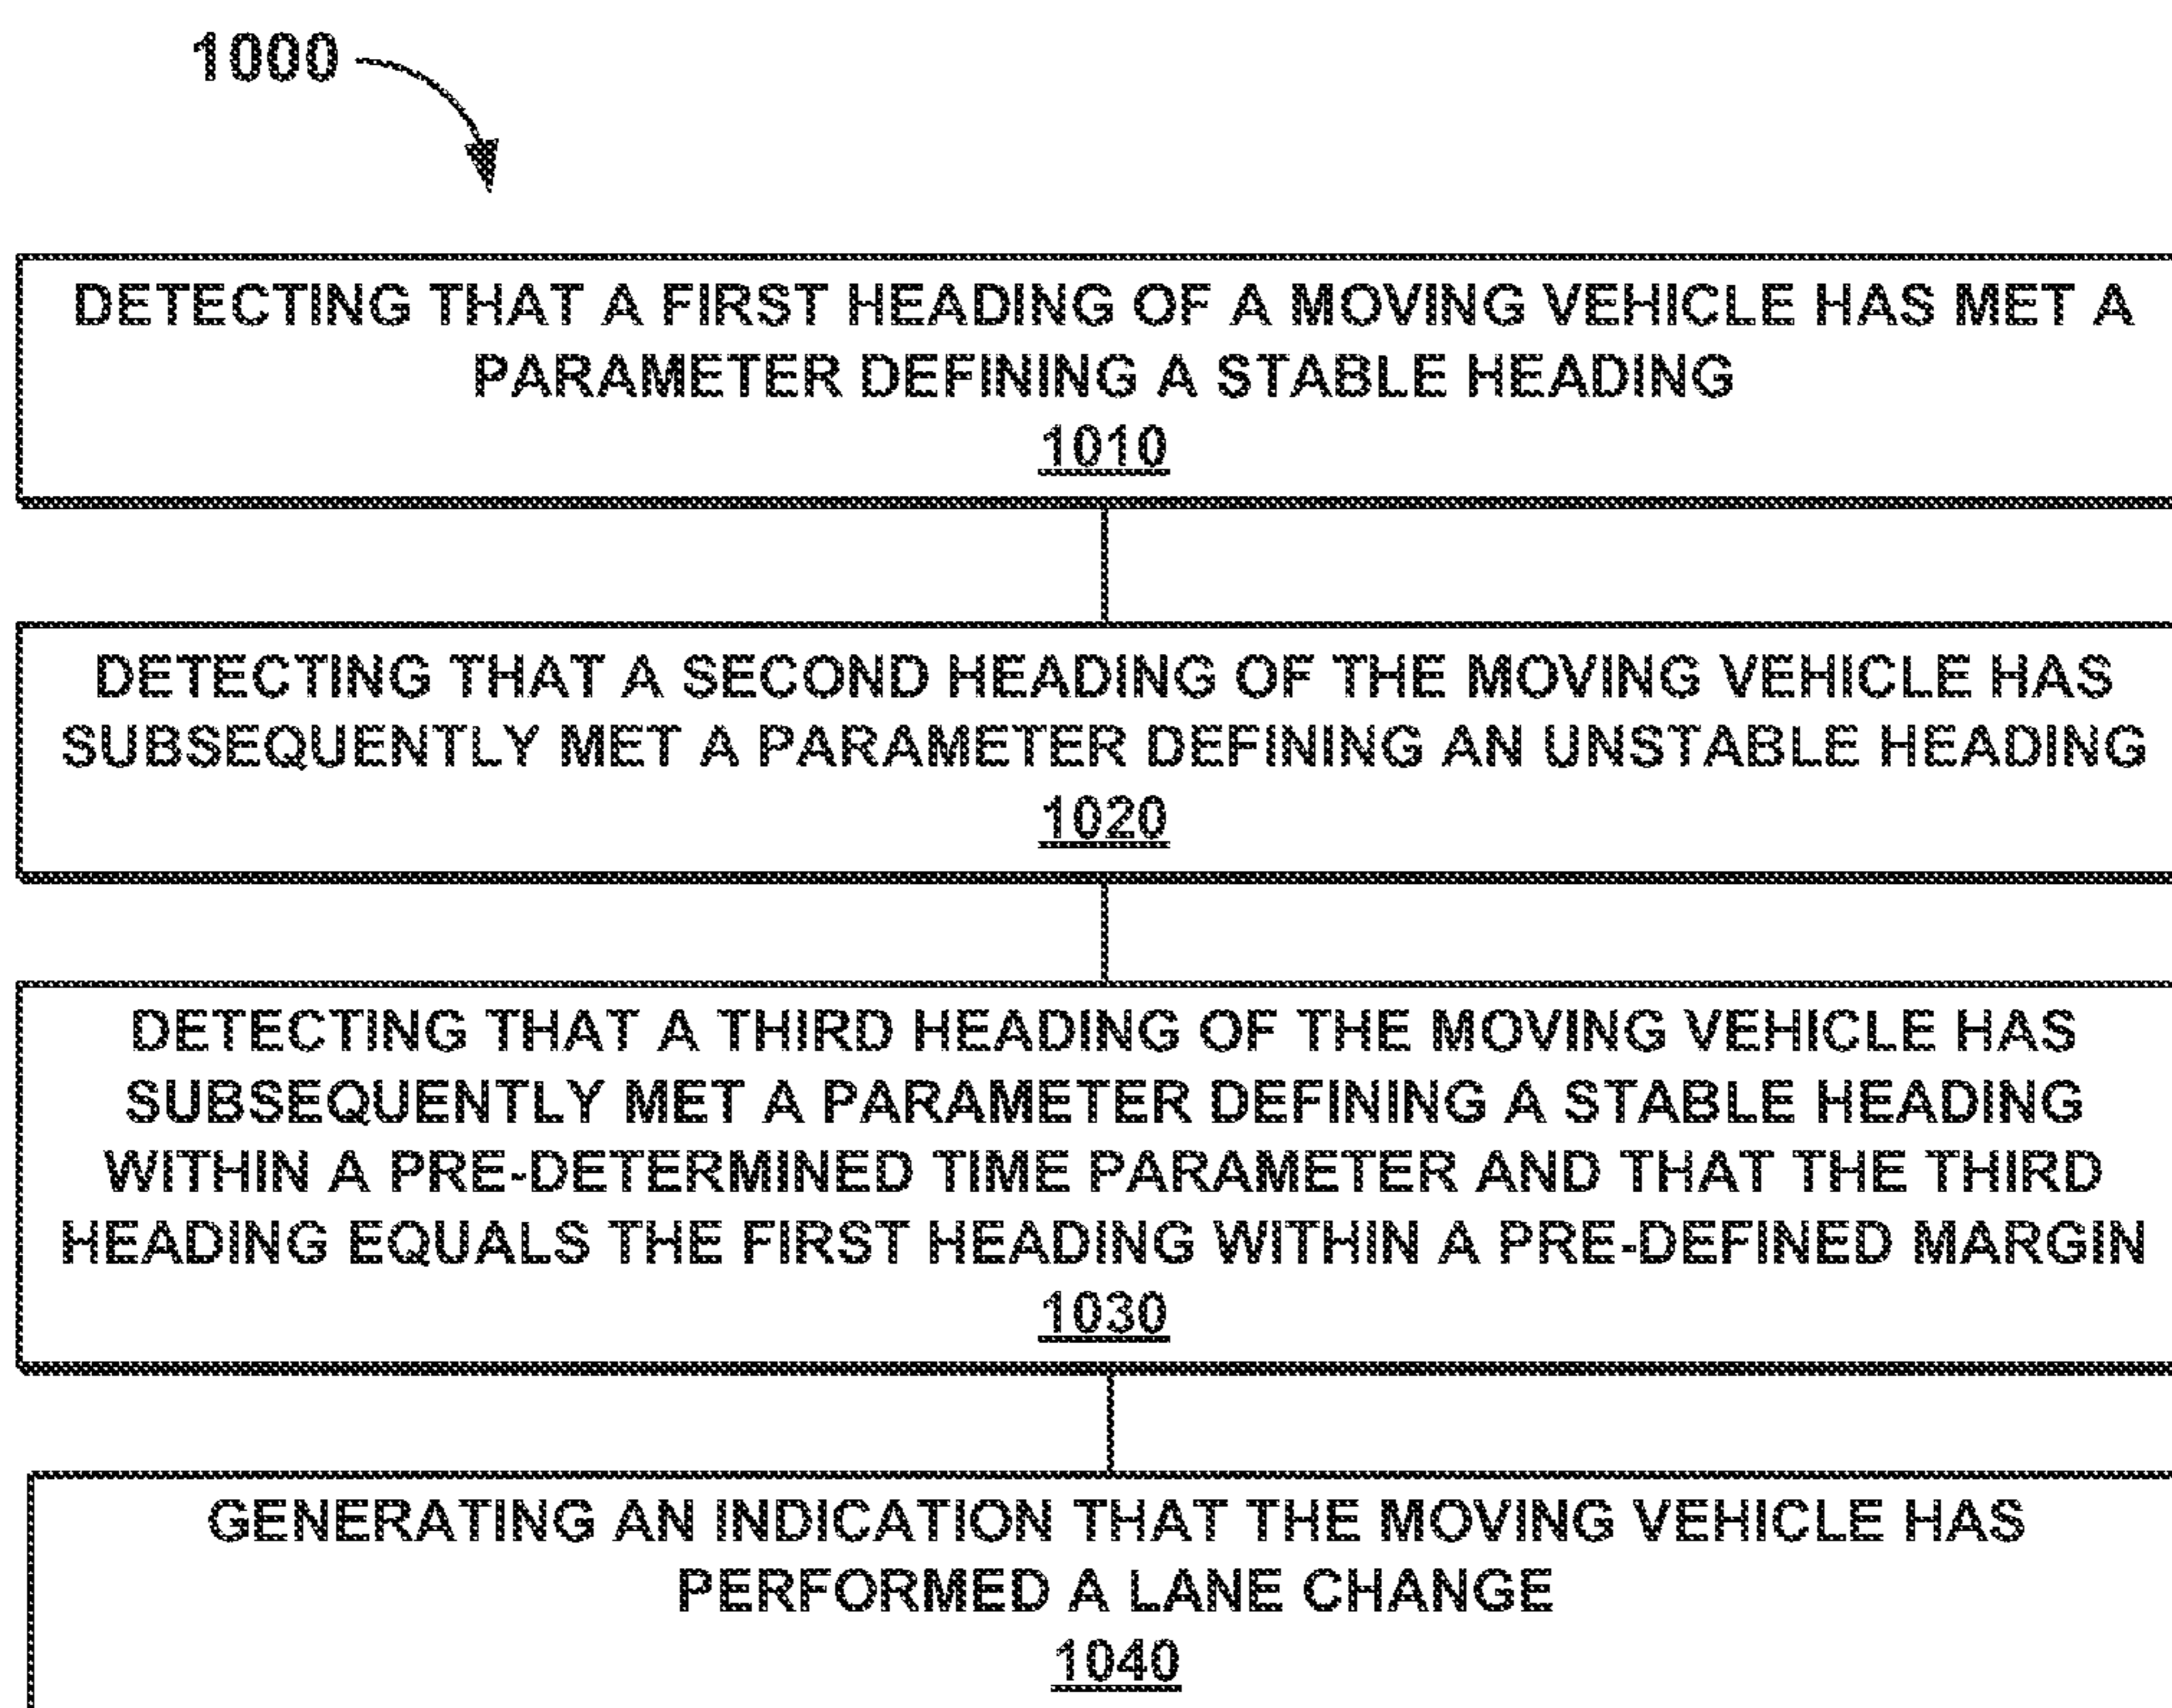 1000
DETECTING THAT A FIRST HEADING OF A MOVING VEHICLE HAS MET A
PARAMETER DEFINING A STABLE HEADING
1010
DETECTING THAT A SECOND HEADING OF THE MOVING VEHICLE HAS
SUBSEQUENTLY MET A PARAMETER DEFINING AN UNSTABLE HEADING
1020
DETECTING THAT A THIRD HEADING OF THE MOVING VEHICLE HAS
SUBSEQUENTLY MET A PARAMETER DEFINING A STABLE HEADING
WITHIN A PRE-DETERMINED TIME PARAMETER AND THAT THE THIRD
HEADING EQUALS THE FIRST HEADING WITHIN A PRE-DEFINED MARGIN
1030
GENERATING AN INDICATION THAT THE MOVING VEHICLE HAS
PERFORMED A LANE CHANGE
1040